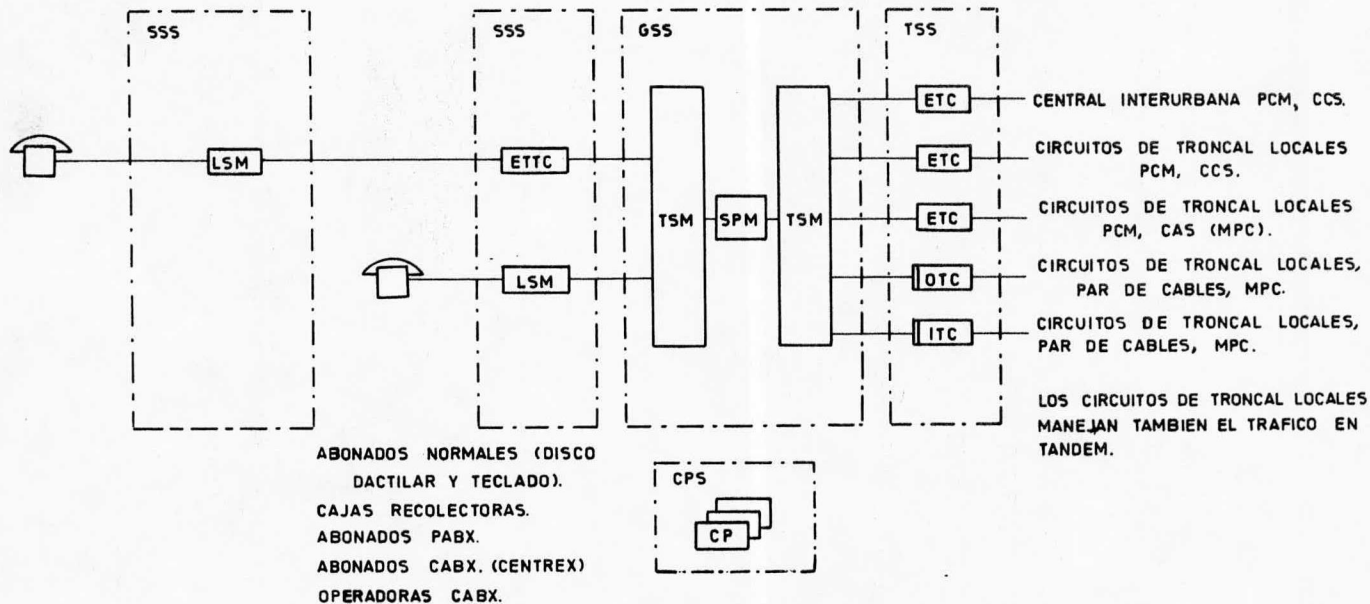 SSS
SSS
GSS
TSS
LSM
ETTC
LSM
TSM
SPM
TSM
ETC
CENTRAL INTERURBANA PCM, CCS.
ETC
CIRCUITOS DE TRONCAL LOCALES
PCM, CCS.
ETC
CIRCUITOS DE TRONCAL LOCALES
PCM, CAS (MPC).
OTC
CIRCUITOS DE TRONCAL LOCALES,
PAR DE CABLES, MPC.
ITC
CIRCUITOS DE TRONCAL LOCALES,
PAR DE CABLES, MPC.
LOS CIRCUITOS DE TRONCAL LOCALES
MANEJAN TAMBIEN EL TRAFICO EN
TANDEM.
ABONADOS NORMALES (DISCO
DACTILAR Y TECLADO).
CAJAS RECOLECTORAS.
ABONADOS PABX.
ABONADOS CABX. (CENTREX)
OPERADORAS CABX.
CPS
CP